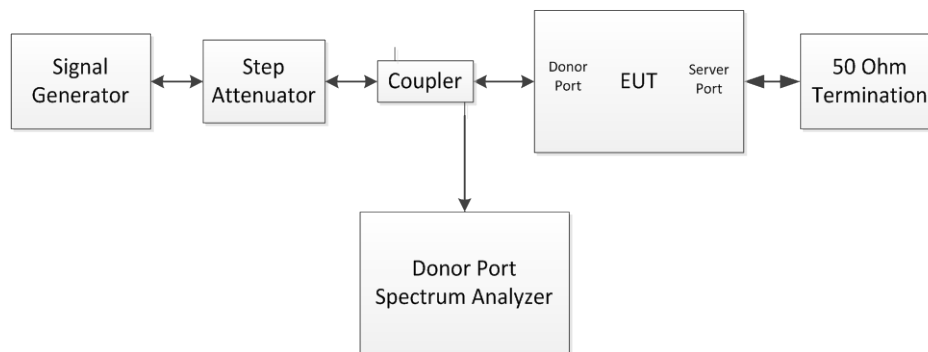 Signal
Generator
Step
Attenuator
Coupler
Donor
Port
EUT
Server
Port
50 Ohm
Termination
Donor Port
Spectrum Analyzer